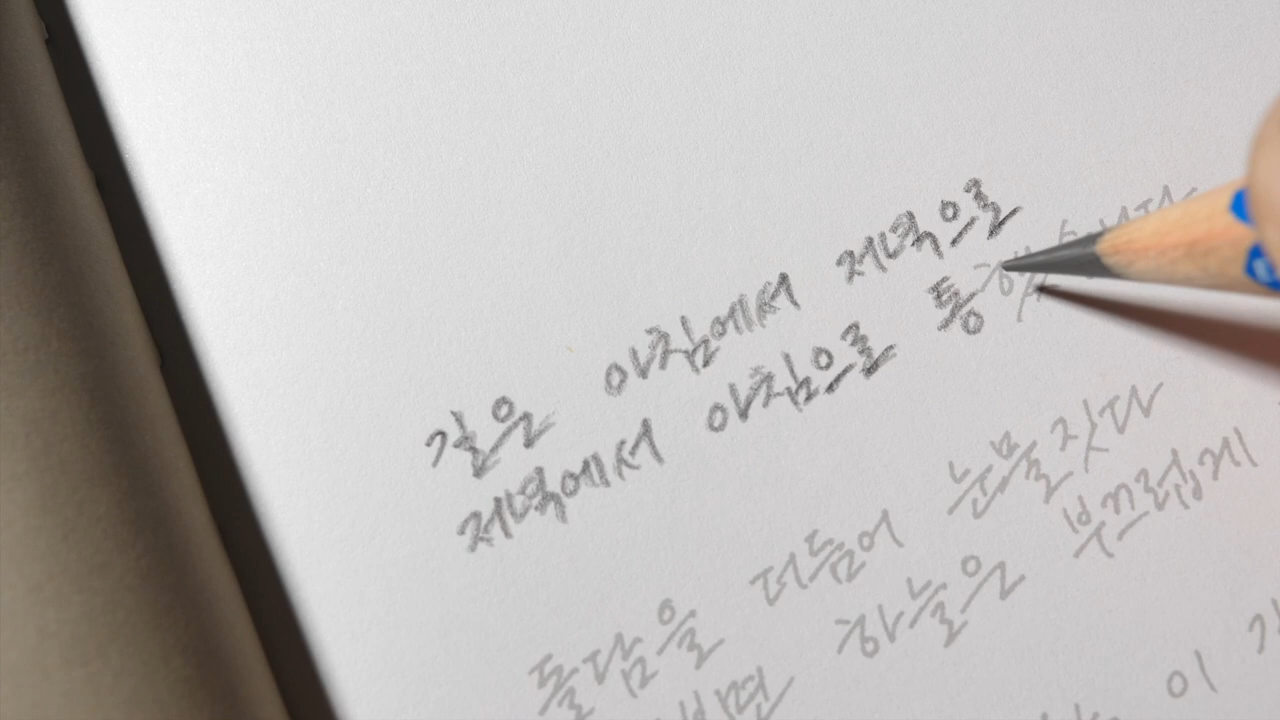 길은 아침에서 저녁으로
저녁에서 아침으로 통
돌담을 더듬어 눈물짓다
하늘은 부끄럽게
이